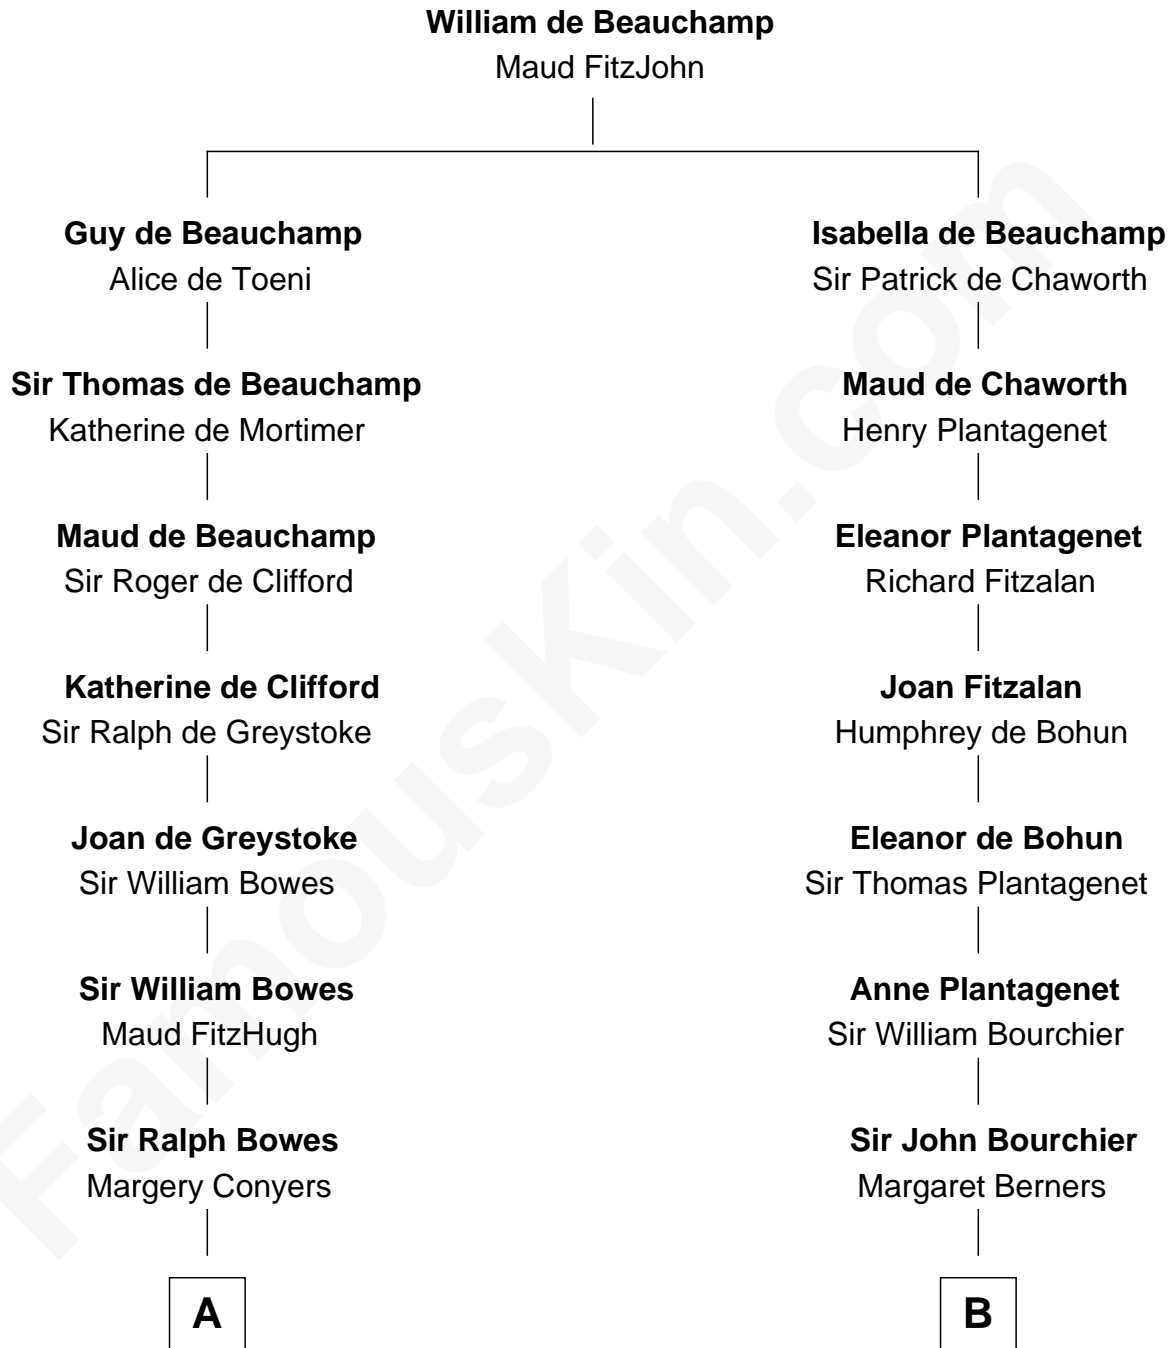 William de Beauchamp
Maud FitzJohn
Guy de Beauchamp
Alice de Toeni
Isabella de Beauchamp
Sir Patrick de Chaworth
Sir Thomas de Beauchamp
Katherine de Mortimer
Maud de Chaworth
Henry Plantagenet
Maud de Beauchamp
Sir Roger de Clifford
Eleanor Plantagenet
Richard Fitzalan
Katherine de Clifford
Sir Ralph de Greystoke
Joan Fitzalan
Humphrey de Bohun
Joan de Greystoke
Sir William Bowes
Eleanor de Bohun
Sir Thomas Plantagenet
Sir William Bowes
Maud FitzHugh
Anne Plantagenet
Sir William Bourchier
Sir Ralph Bowes
Margery Conyers
Sir John Bourchier
Margaret Berners
A
B
FamousKin.com